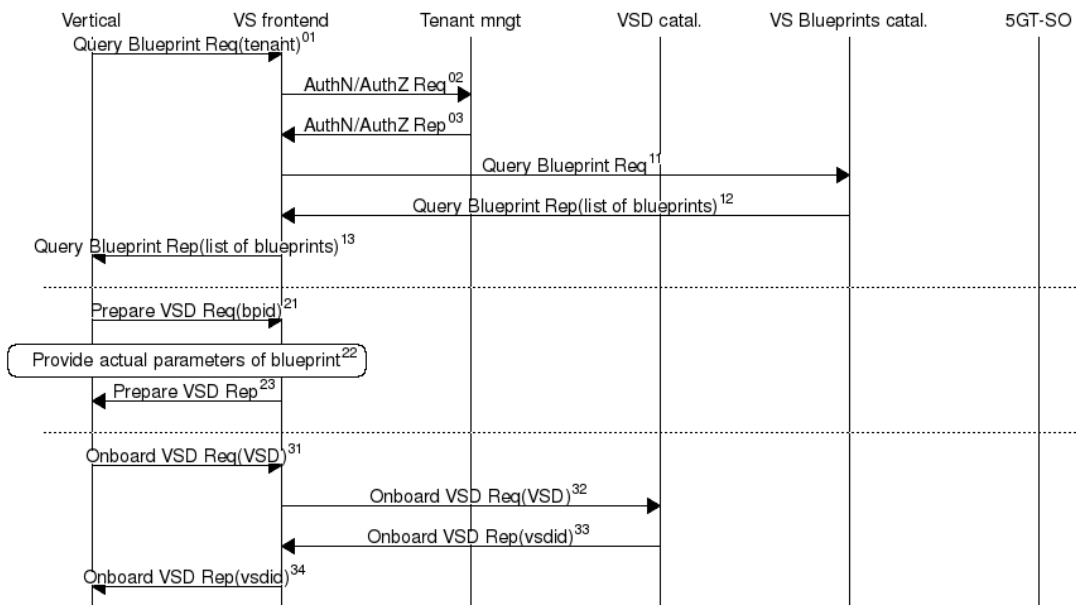 Vertical VS frontend Tenant mngt VSD catal. VS Blueprints catal. 5GT-SO
Query Blueprint Req(tenant)01
AuthN/AuthZ Req02
AuthN/AuthZ Rep03
Query Blueprint Req11
Query Blueprint Rep(list of blueprints)12
Query Blueprint Rep(list of blueprints)13
Prepare VSD Req(bpid)21
Provide actual parameters of blueprint22
Prepare VSD Rep23
Onboard VSD Req(VSD)31
Onboard VSD Req(VSD)32
Onboard VSD Rep(vsdid)33
Onboard VSD Rep(vsdid)34